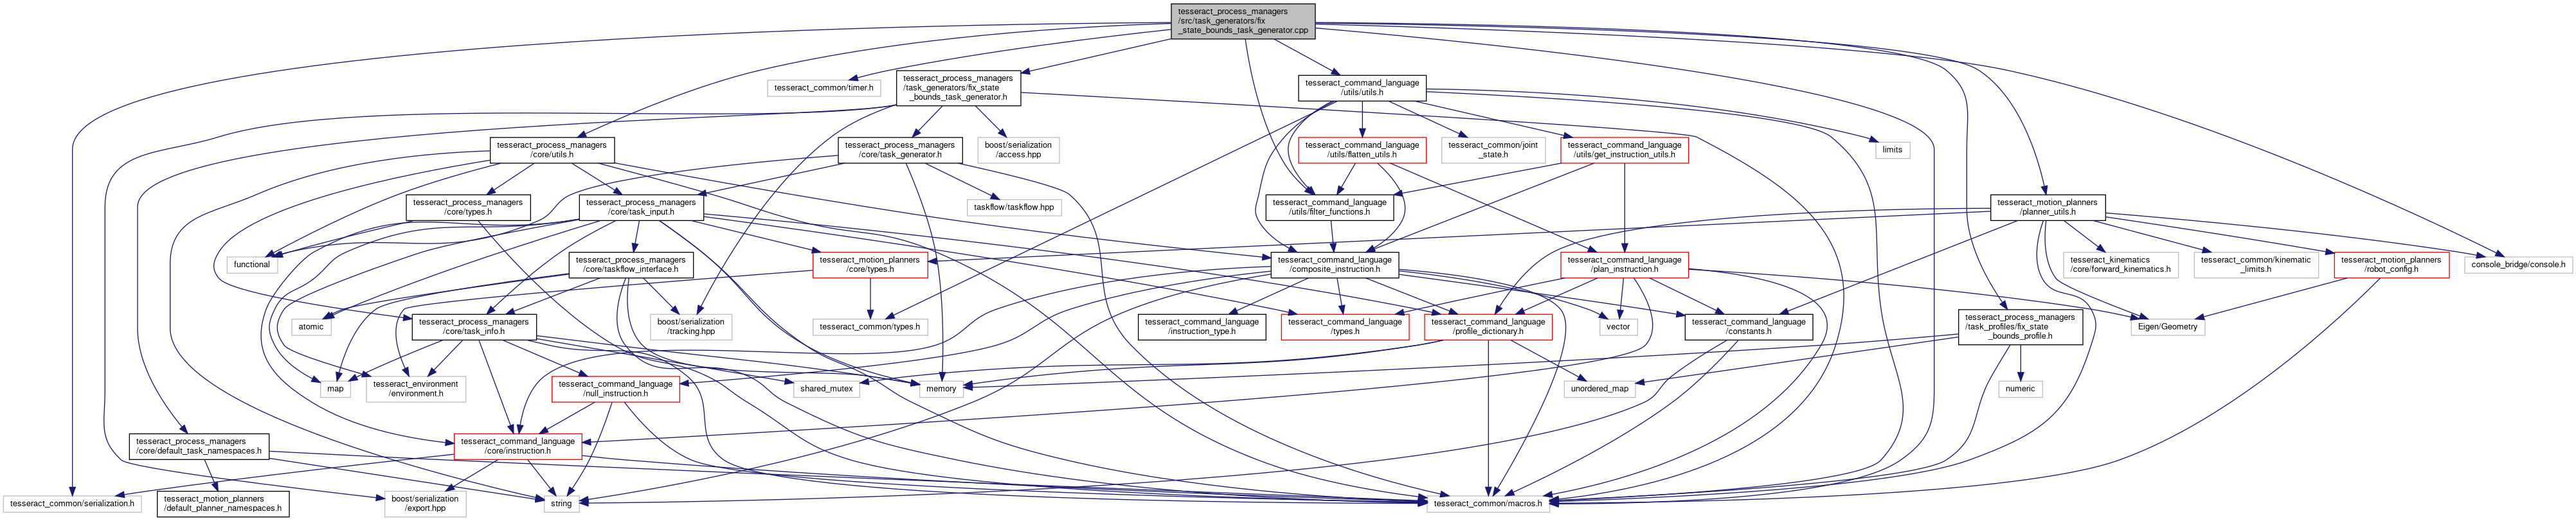 tesseract_process_managers
/src/task_generators/fix
_state_bounds_task_generator.cpp
tesseract_common/timer.h
tesseract_process_managers
/task_generators/fix_state
_bounds_task_generator.h
tesseract_command_language
/utils/utils.h
tesseract_process_managers
/core/utils.h
tesseract_process_managers
/core/task_generator.h
boost/serialization
/access.hpp
tesseract_command_language
/utils/flatten_utils.h
tesseract_common/joint
_state.h
tesseract_command_language
/utils/get_instruction_utils.h
limits
tesseract_process_managers
/core/types.h
tesseract_process_managers
/core/task_input.h
taskflow/taskflow.hpp
tesseract_command_language
/utils/filter_functions.h
tesseract_motion_planners
/planner_utils.h
functional
tesseract_process_managers
/core/taskflow_interface.h
tesseract_motion_planners
/core/types.h
tesseract_command_language
/composite_instruction.h
tesseract_command_language
/plan_instruction.h
tesseract_kinematics
/core/forward_kinematics.h
tesseract_common/kinematic
_limits.h
tesseract_motion_planners
/robot_config.h
console_bridge/console.h
atomic
tesseract_process_managers
/core/task_info.h
boost/serialization
/tracking.hpp
tesseract_common/types.h
tesseract_command_language
/instruction_type.h
tesseract_command_language
/types.h
tesseract_command_language
/profile_dictionary.h
vector
tesseract_command_language
/constants.h
tesseract_process_managers
/task_profiles/fix_state
_bounds_profile.h
Eigen/Geometry
map
tesseract_environment
/environment.h
tesseract_command_language
/null_instruction.h
shared_mutex
memory
unordered_map
numeric
tesseract_process_managers
/core/default_task_namespaces.h
tesseract_command_language
/core/instruction.h
tesseract_common/serialization.h
tesseract_motion_planners
/default_planner_namespaces.h
boost/serialization
/export.hpp
string
tesseract_common/macros.h